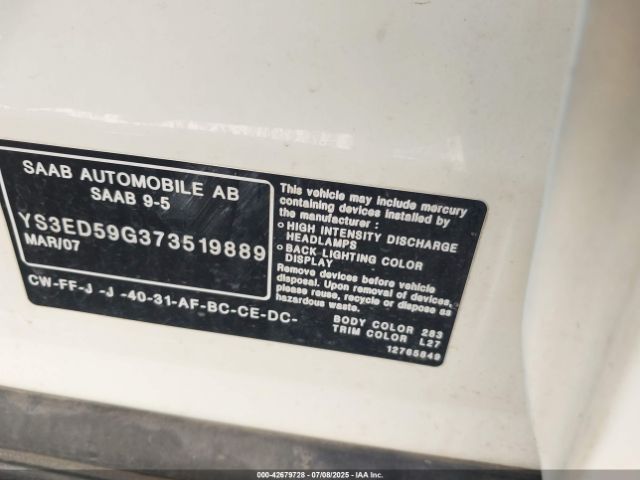 SAAB AUTOMOBILE AB
SAAB 9-5
YS3ED59G373519889
MAR/07
CW-FF-J -J -40-31-AF-BC-CE-DC-
This vehicle may include mercury
containing devices installed by
the manufacturer :
o HIGH INTENSITY DISCHARGE
HEADLAMPS
o BACK LIGHTING COLOR
DISPLAY
Remove devices before vehicle
disposal. Upon removal of devices,
please reuse, recycle or dispose as
hazardous waste.
BODY COLOR 283
TRIM COLOR L27
12765849
000-42679728 - 07/08/2025 - IAA Inc.